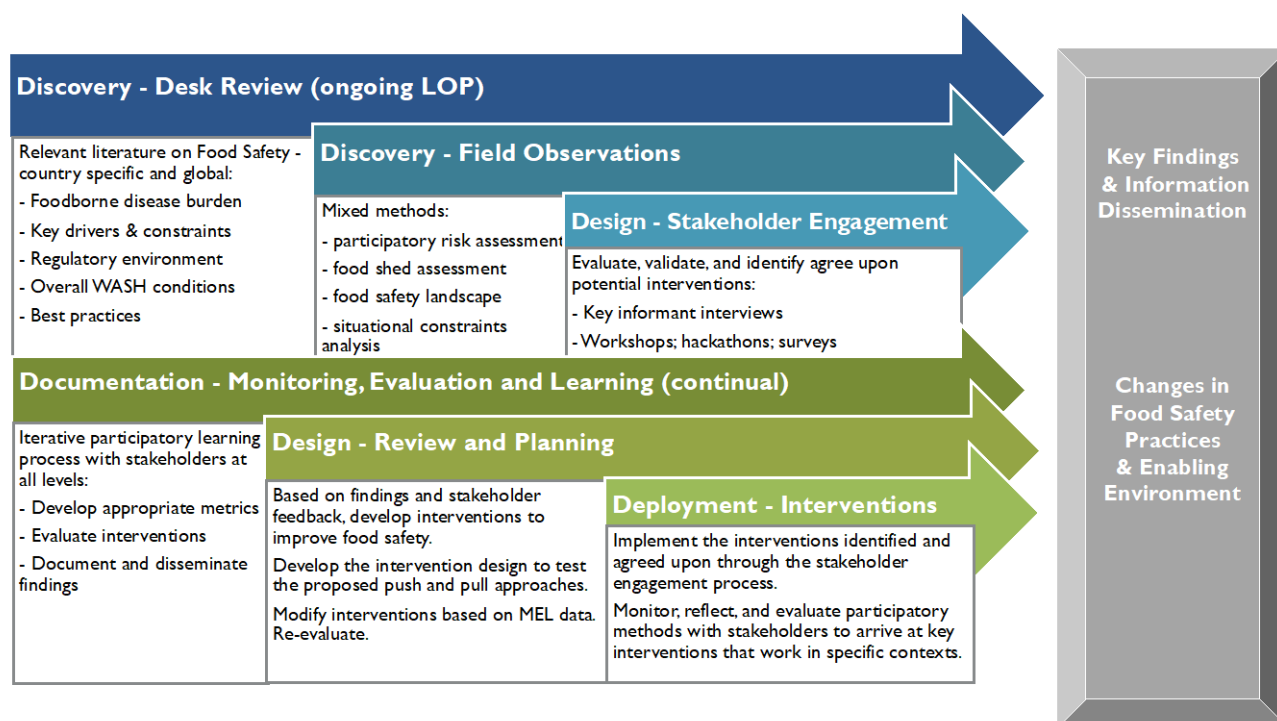 Discovery - Desk Review (ongoing LOP)
Relevant literature on Food Safety -
country specific and global:
- Foodborne disease burden
- Key drivers & constraints
- Regulatory environment
- Overall WASH conditions
- Best practices
Discovery - Field Observations
Mixed methods:
- participatory risk assessment
- food shed assessment
- food safety landscape
- situational constraints
analysis
Design - Stakeholder Engagement
Evaluate, validate, and identify agree upon
potential interventions:
- Key informant interviews
- Workshops; hackathons; surveys
Documentation - Monitoring, Evaluation and Learning (continual)
Iterative participatory learning
process with stakeholders at
all levels:
- Develop appropriate metrics
- Evaluate interventions
- Document and disseminate
findings
Design - Review and Planning
Based on findings and stakeholder
feedback, develop interventions to
improve food safety.
Develop the intervention design to test
the proposed push and pull approaches.
Modify interventions based on MEL data.
Re-evaluate.
Deployment - Interventions
Implement the interventions identified and
agreed upon through the stakeholder
engagement process.
Monitor, reflect, and evaluate participatory
methods with stakeholders to arrive at key
interventions that work in specific contexts.
Key Findings
& Information
Dissemination
Changes in
Food Safety
Practices
& Enabling
Environment